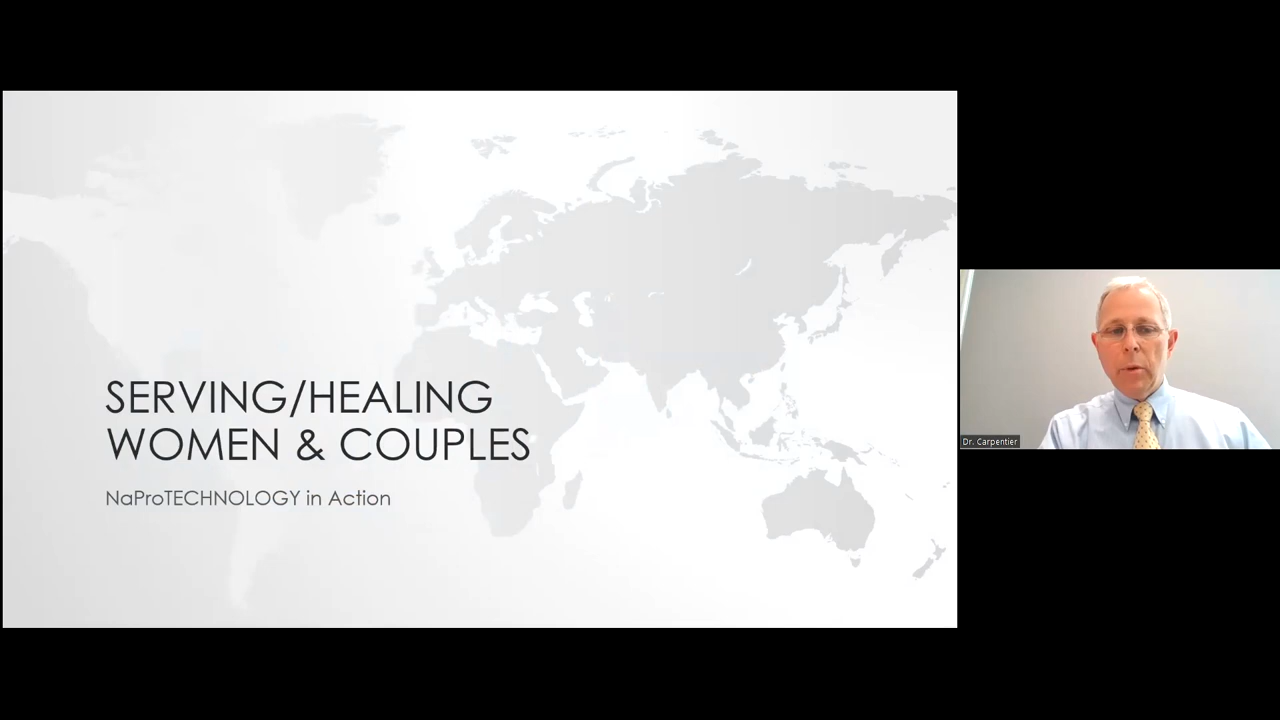 SERVING/HEALING
WOMEN & COUPLES
NaProTECHNOLOGY in Action
Dr. Carpentier